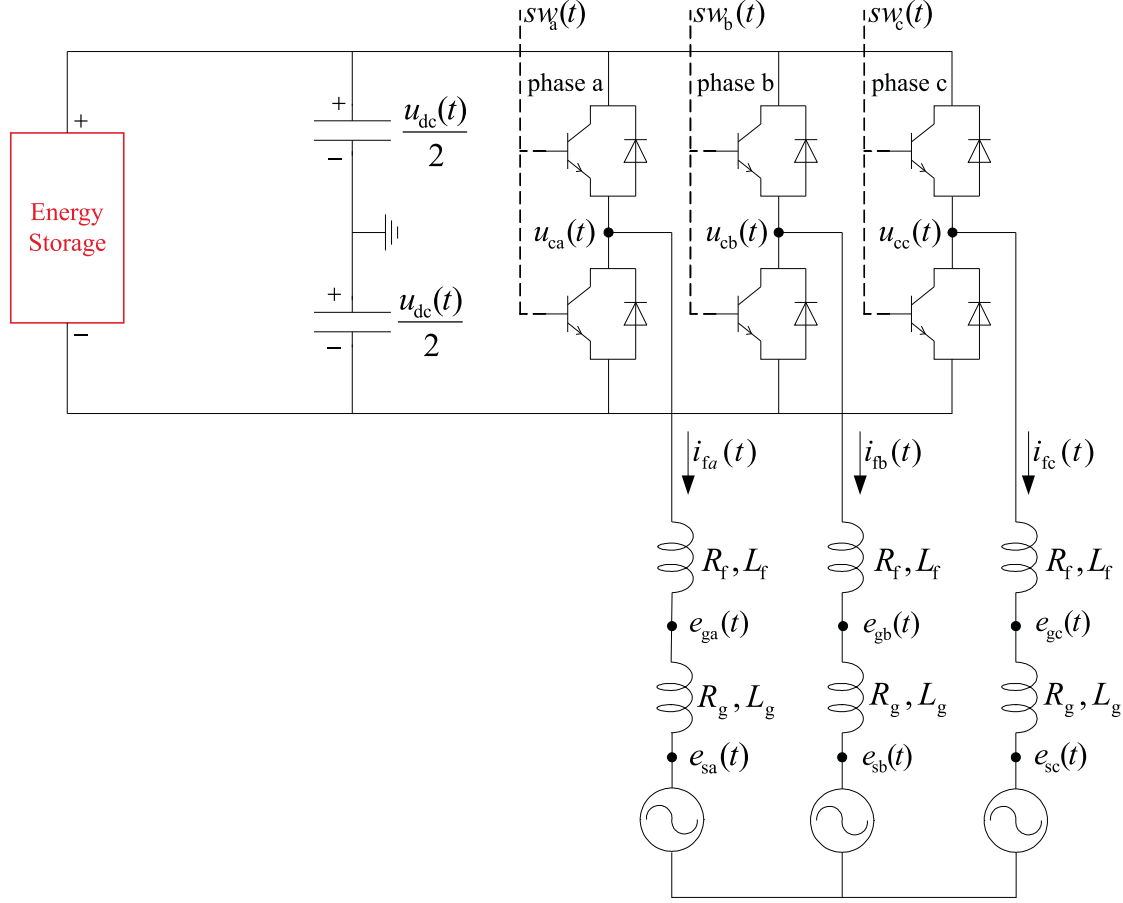 sw_a(t) sw_b(t) sw_c(t)
phase a phase b phase c
+ + u_dc(t)/2
−
Energy
Storage
u_ca(t) u_cb(t) u_cc(t)
+ u_dc(t)/2
− −
i_fa(t) i_fb(t) i_fc(t)
R_f, L_f R_f, L_f R_f, L_f
e_ga(t) e_gb(t) e_gc(t)
R_g, L_g R_g, L_g R_g, L_g
e_sa(t) e_sb(t) e_sc(t)